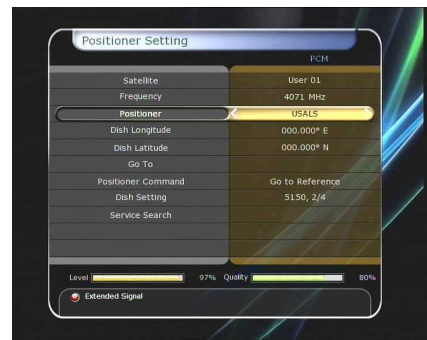 Positioner Setting
PCM
Satellite User 01
Frequency 4071 MHz
Positioner USALS
Dish Longitude 000.000° E
Dish Latitude 000.000° N
Go To
Positioner Command Go to Reference
Dish Setting 5150, 2/4
Service Search
Level 97% Quality 80%
Extended Signal